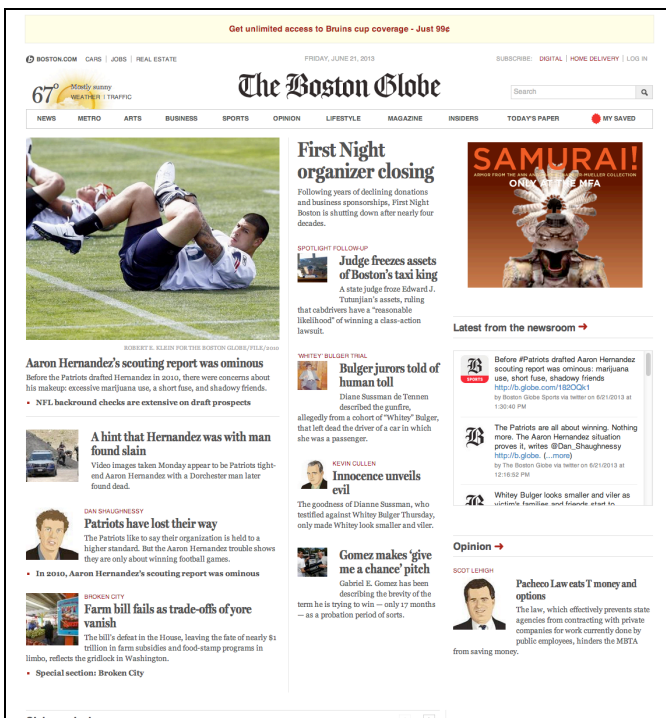 Get unlimited access to Bruins cup coverage - Just 99¢
BOSTON.COM CARS | JOBS | REAL ESTATE
FRIDAY, JUNE 21, 2013
SUBSCRIBE: DIGITAL | HOME DELIVERY | LOG IN
67° Mostly sunny
WEATHER | TRAFFIC
The Boston Globe
Search
NEWS METRO ARTS BUSINESS SPORTS OPINION LIFESTYLE MAGAZINE INSIDERS TODAY'S PAPER MY SAVED
ROBERT E. KLEIN FOR THE BOSTON GLOBE/FILE/2010
Aaron Hernandez's scouting report was ominous
Before the Patriots drafted Hernandez in 2010, there were concerns about
his makeup: excessive marijuana use, a short fuse, and shadowy friends.
▪ NFL backround checks are extensive on draft prospects
A hint that Hernandez was with man
found slain
Video images taken Monday appear to be Patriots tight-
end Aaron Hernandez with a Dorchester man later
found dead.
DAN SHAUGHNESSY
Patriots have lost their way
The Patriots like to say their organization is held to a
higher standard. But the Aaron Hernandez trouble shows
they are only about winning football games.
▪ In 2010, Aaron Hernandez's scouting report was ominous
BROKEN CITY
Farm bill fails as trade-offs of yore
vanish
The bill's defeat in the House, leaving the fate of nearly $1
trillion in farm subsidies and food-stamp programs in
limbo, reflects the gridlock in Washington.
▪ Special section: Broken City
First Night
organizer closing
Following years of declining donations
and business sponsorships, First Night
Boston is shutting down after nearly four
decades.
SPOTLIGHT FOLLOW-UP
Judge freezes assets
of Boston's taxi king
A state judge froze Edward J.
Tutunjian's assets, ruling
that cabdrivers have a "reasonable
likelihood" of winning a class-action
lawsuit.
'WHITEY' BULGER TRIAL
Bulger jurors told of
human toll
Diane Sussman de Tennen
described the gunfire,
allegedly from a cohort of "Whitey" Bulger,
that left dead the driver of a car in which
she was a passenger.
KEVIN CULLEN
Innocence unveils
evil
The goodness of Dianne Sussman, who
testified against Whitey Bulger Thursday,
only made Whitey look smaller and viler.
Gomez makes 'give
me a chance' pitch
Gabriel E. Gomez has been
describing the brevity of the
term he is trying to win — only 17 months
— as a probation period of sorts.
SAMURAI!
ARMOR FROM THE ANN AND GABRIEL BARBIER-MUELLER COLLECTION
ONLY AT THE MFA
Latest from the newsroom →
SPORTS
Before #Patriots drafted Aaron Hernandez
scouting report was ominous: marijuana
use, short fuse, shadowy friends
http://b.globe.com/182OQk1
by Boston Globe Sports via twitter on 6/21/2013 at
1:30:40 PM
The Patriots are all about winning. Nothing
more. The Aaron Hernandez situation
proves it, writes @Dan_Shaughnessy
http://b.globe. (...more)
by The Boston Globe via twitter on 6/21/2013 at
12:16:52 PM
Whitey Bulger looks smaller and viler as
victim's families and friends start to
Opinion →
SCOT LEHIGH
Pacheco Law eats T money and
options
The law, which effectively prevents state
agencies from contracting with private
companies for work currently done by
public employees, hinders the MBTA
from saving money.